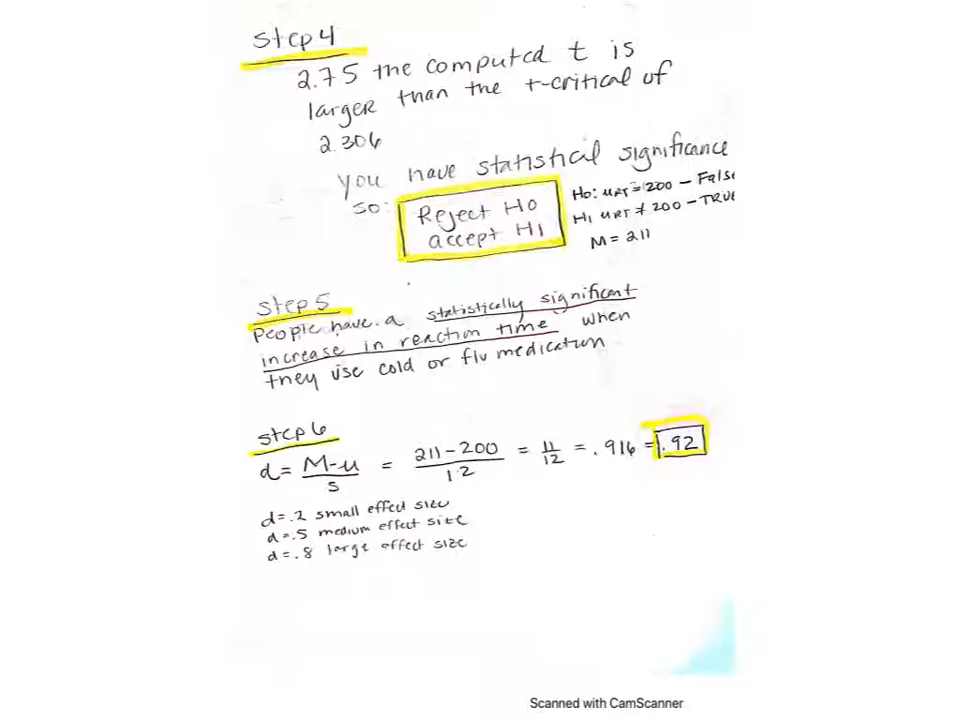 Step 4
2.75 the computed t is
larger than the t-critical of
2.306
you have statistical significance
so:
Reject Ho
accept H1
Ho: μRT = 200 - False
H1 μRT ≠ 200 - TRUE
M = 211
Step 5
People have a statistically significant
increase in reaction time when
they use cold or flu medication
Step 6
d = M-μ/s = 211-200/12 = 11/12 = .916 = .92
d = .2 small effect size
d = .5 medium effect size
d = .8 large effect size
Scanned with CamScanner